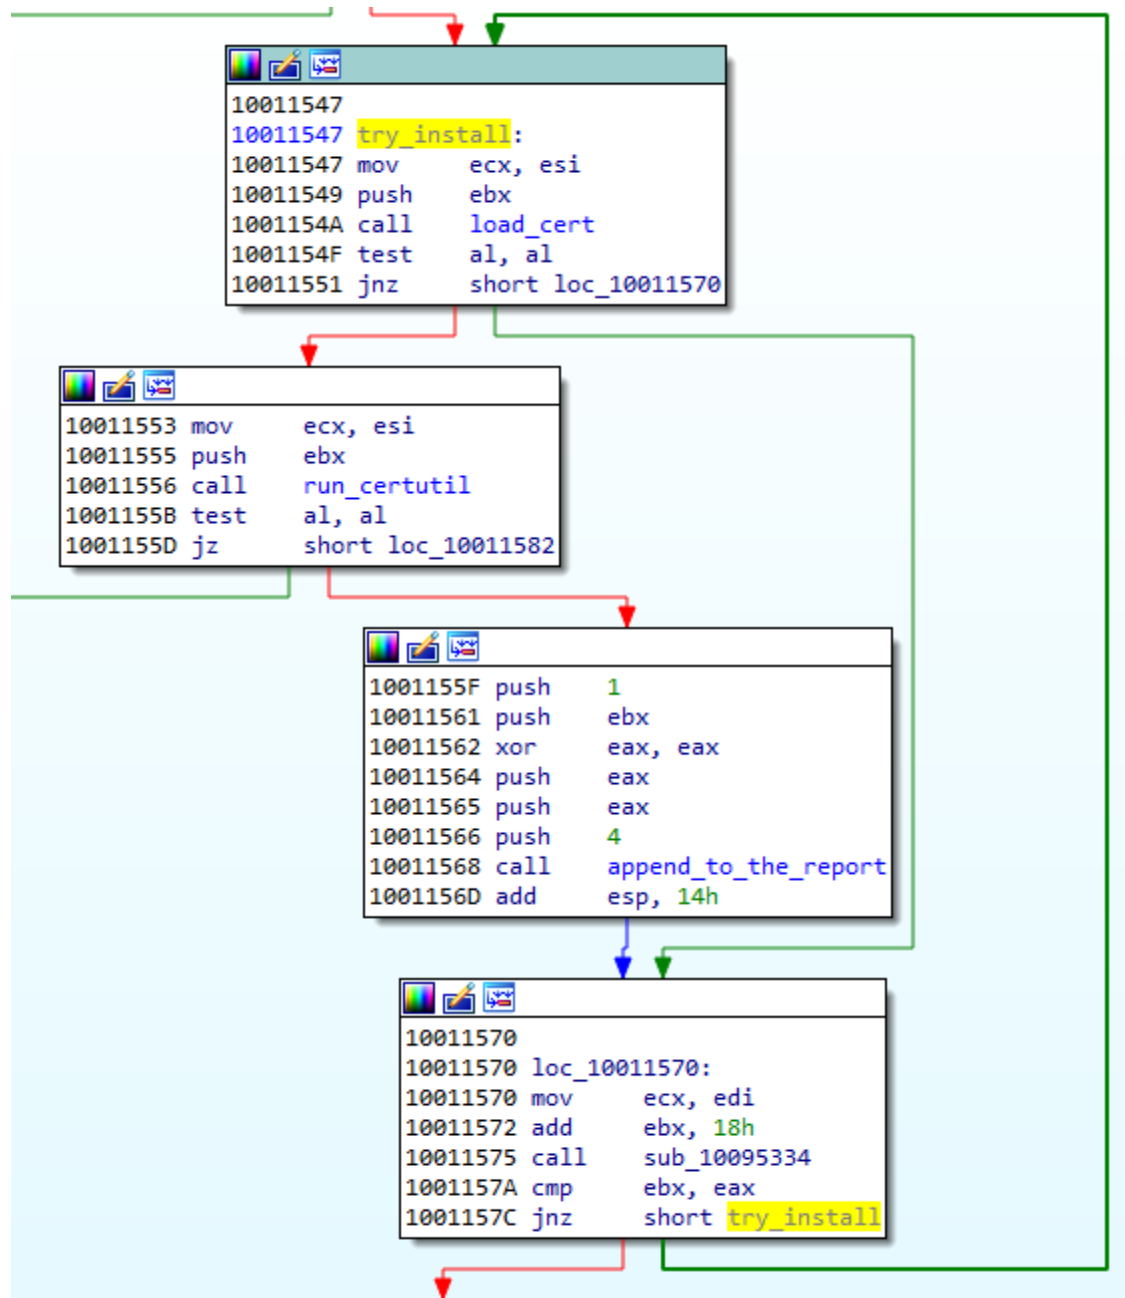 10011547
10011547 try_install:
10011547 mov ecx, esi
10011549 push ebx
1001154A call load_cert
1001154F test al, al
10011551 jnz short loc_10011570
10011553 mov ecx, esi
10011555 push ebx
10011556 call run_certutil
1001155B test al, al
1001155D jz short loc_10011582
1001155F push 1
10011561 push ebx
10011562 xor eax, eax
10011564 push eax
10011565 push eax
10011566 push 4
10011568 call append_to_the_report
1001156D add esp, 14h
10011570
10011570 loc_10011570:
10011570 mov ecx, edi
10011572 add ebx, 18h
10011575 call sub_10095334
1001157A cmp ebx, eax
1001157C jnz short try_install